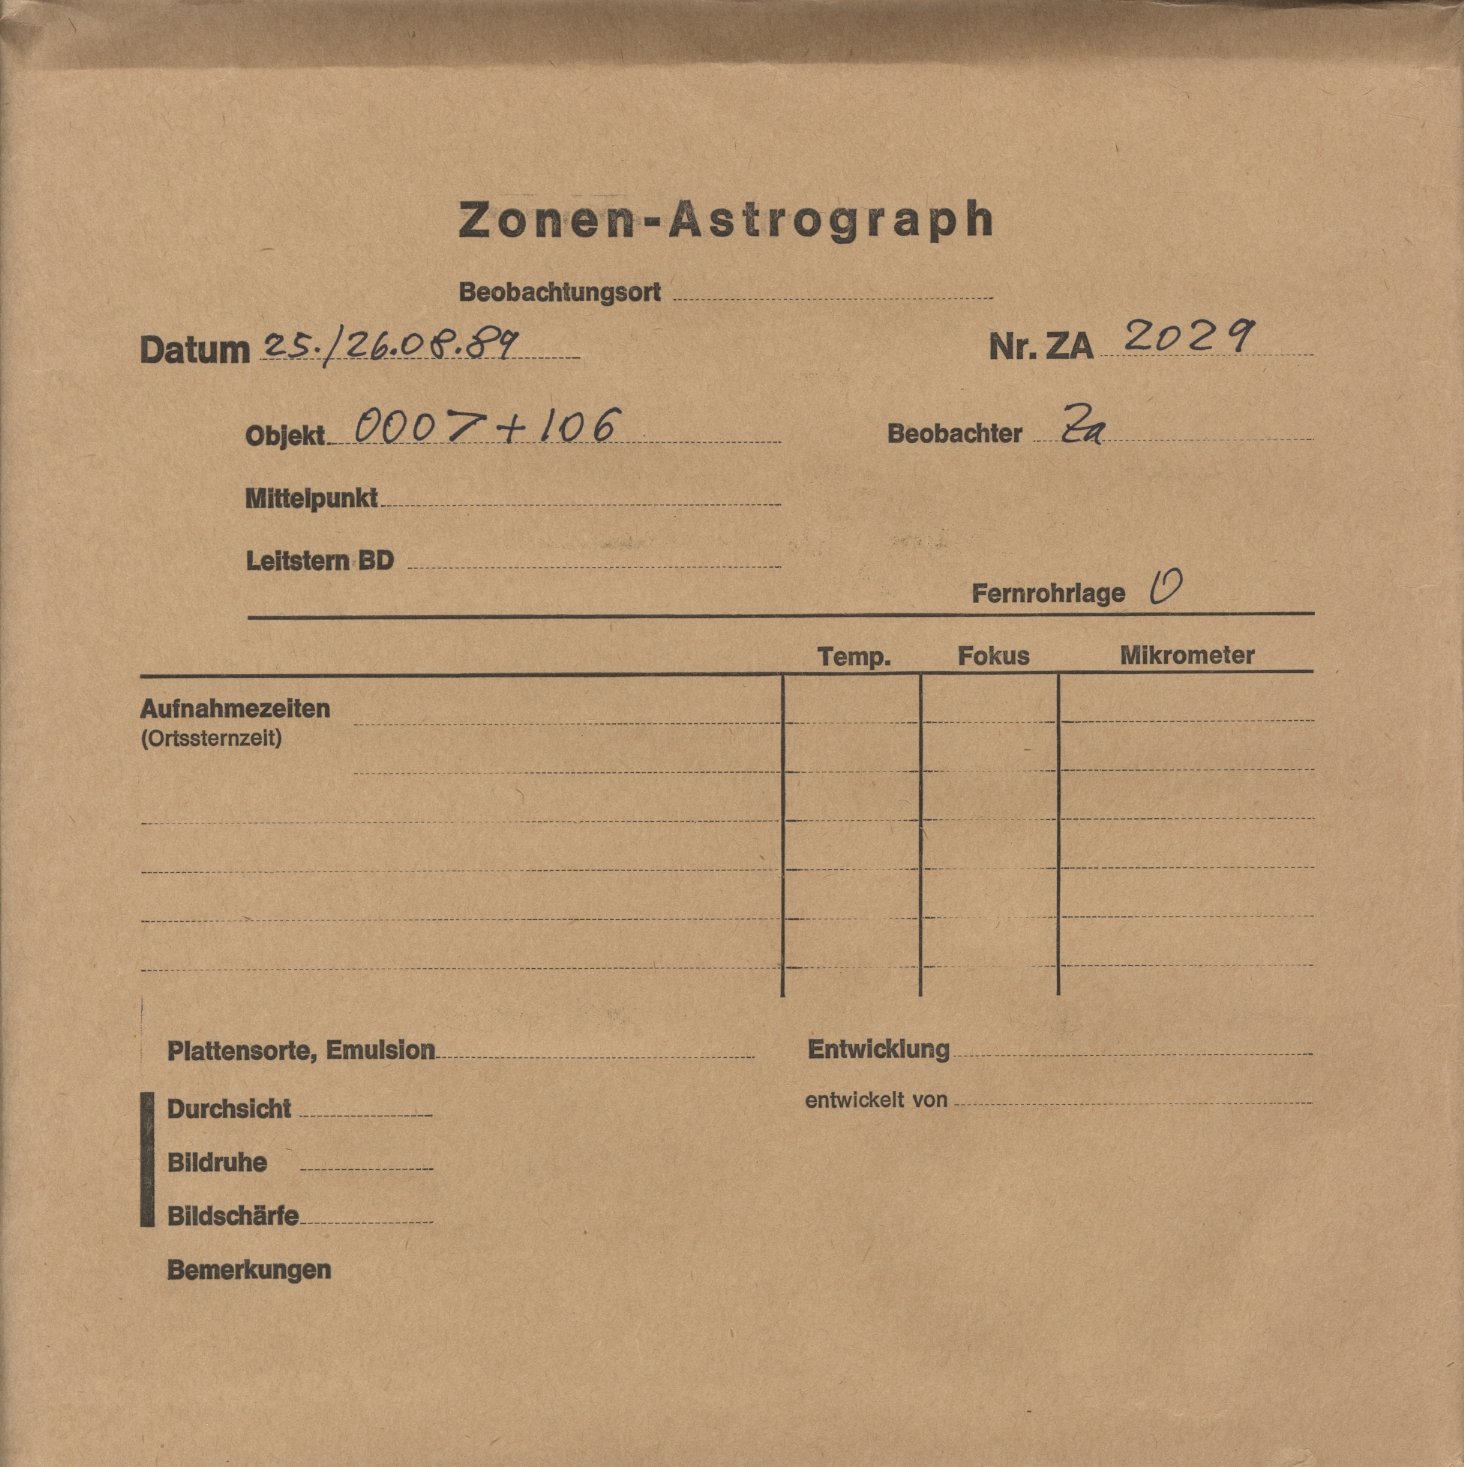 Zonen-Astrograph
Beobachtungsort
Datum 25./26.08.89 Nr. ZA 2029
Objekt 0007+106 Beobachter Za
Mittelpunkt
Leitstern BD
Fernrohrlage O
Temp. Fokus Mikrometer
Aufnahmezeiten
(Ortssternzeit)
Plattensorte, Emulsion Entwicklung
Durchsicht entwickelt von
Bildruhe
Bildschärfe
Bemerkungen